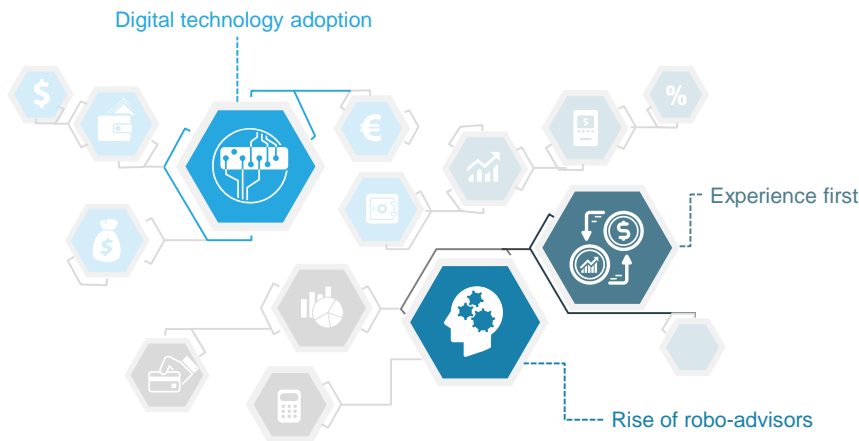 Digital technology adoption
$
€
%
$
Experience first
$
$
Rise of robo-advisors